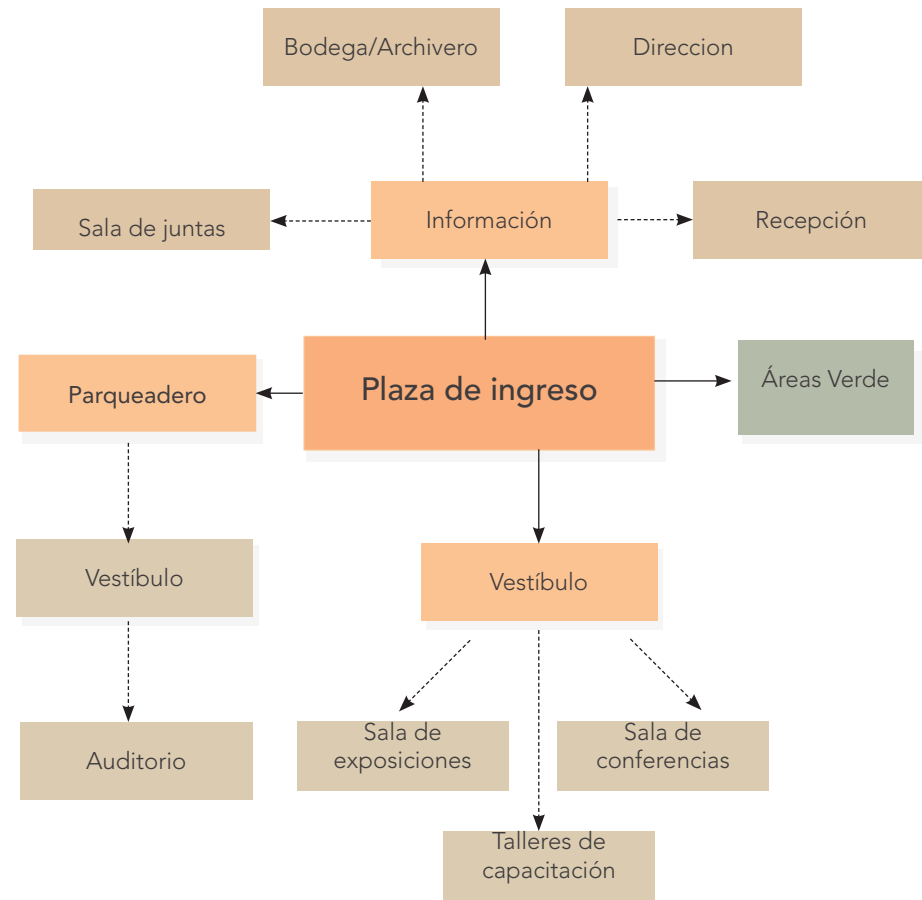 Bodega/Archivero
Direccion
Sala de juntas
Información
Recepción
Parqueadero
Plaza de ingreso
Áreas Verde
Vestíbulo
Vestíbulo
Auditorio
Sala de
exposiciones
Sala de
conferencias
Talleres de
capacitación